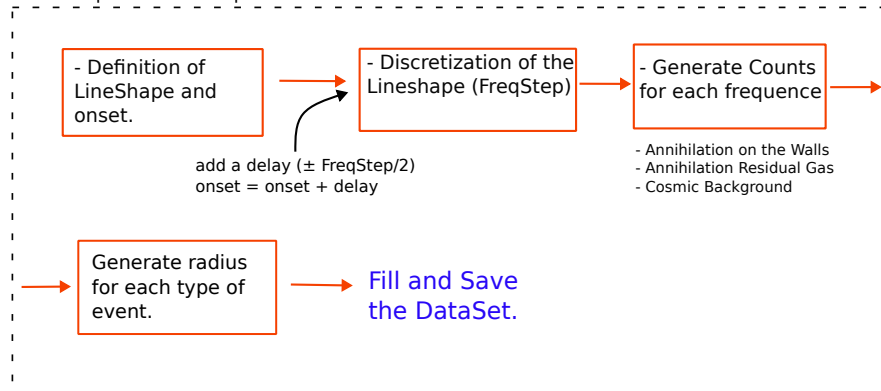 - Definition of
LineShape and
onset.
- Discretization of the
Lineshape (FreqStep)
- Generate Counts
for each frequence
add a delay (± FreqStep/2)
onset = onset + delay
- Annihilation on the Walls
- Annihilation Residual Gas
- Cosmic Background
Generate radius
for each type of
event.
Fill and Save
the DataSet.